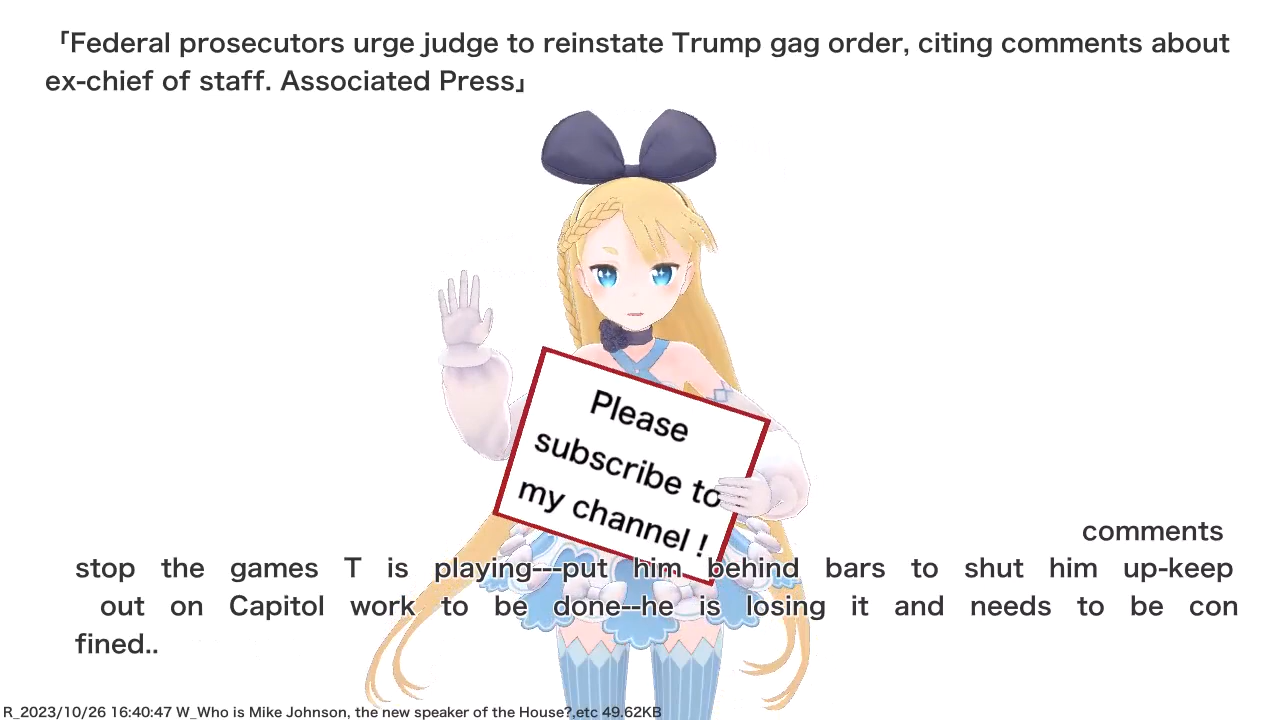 「Federal prosecutors urge judge to reinstate Trump gag order, citing comments about
ex-chief of staff. Associated Press」
Please
subscribe to
my channel !
comments
stop the games T is playing---put him behind bars to shut him up-keep
out on Capitol work to be done--he is losing it and needs to be con
fined..
R_2023/10/26 16:40:47 W_Who is Mike Johnson, the new speaker of the House?,etc 49.62KB